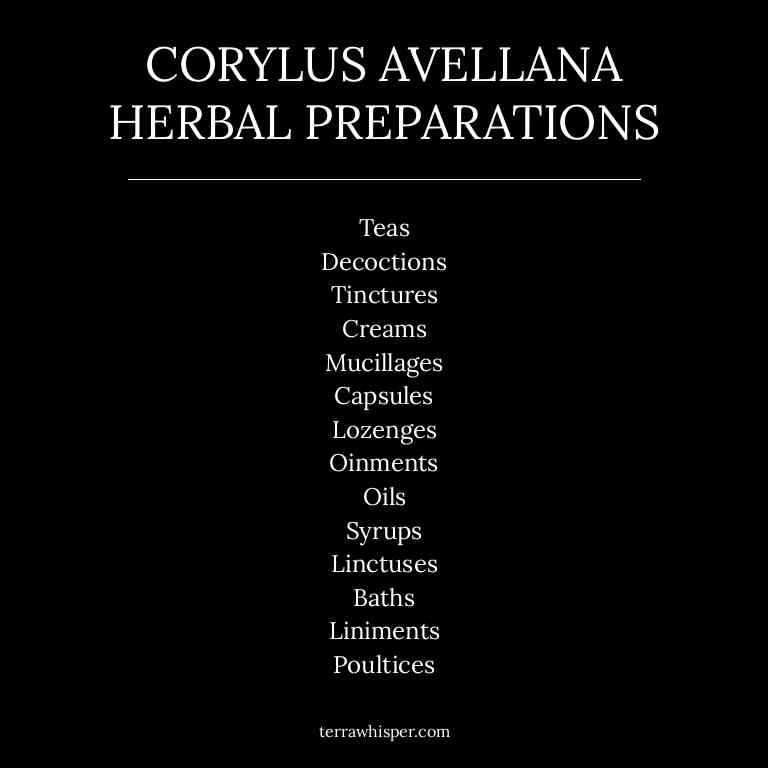 CORYLUS AVELLANA
HERBAL PREPARATIONS
Teas
Decoctions
Tinctures
Creams
Mucillages
Capsules
Lozenges
Oinments
Oils
Syrups
Linctuses
Baths
Liniments
Poultices
terrawhisper.com